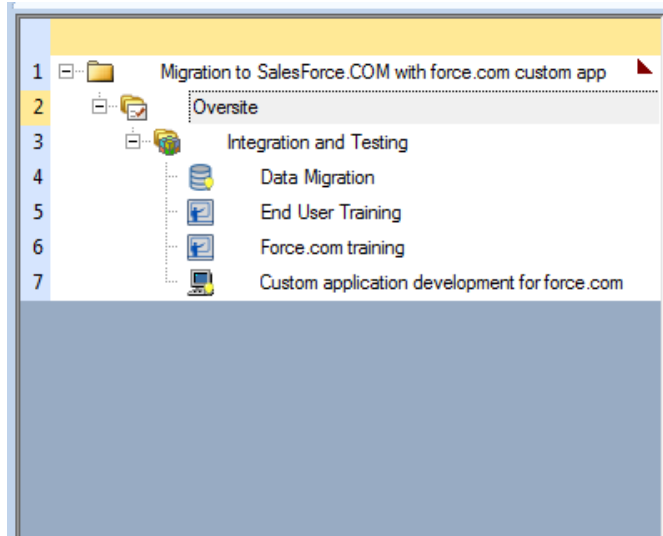 1 Migration to SalesForce.COM with force.com custom app
2 Oversite
3 Integration and Testing
4 Data Migration
5 End User Training
6 Force.com training
7 Custom application development for force.com